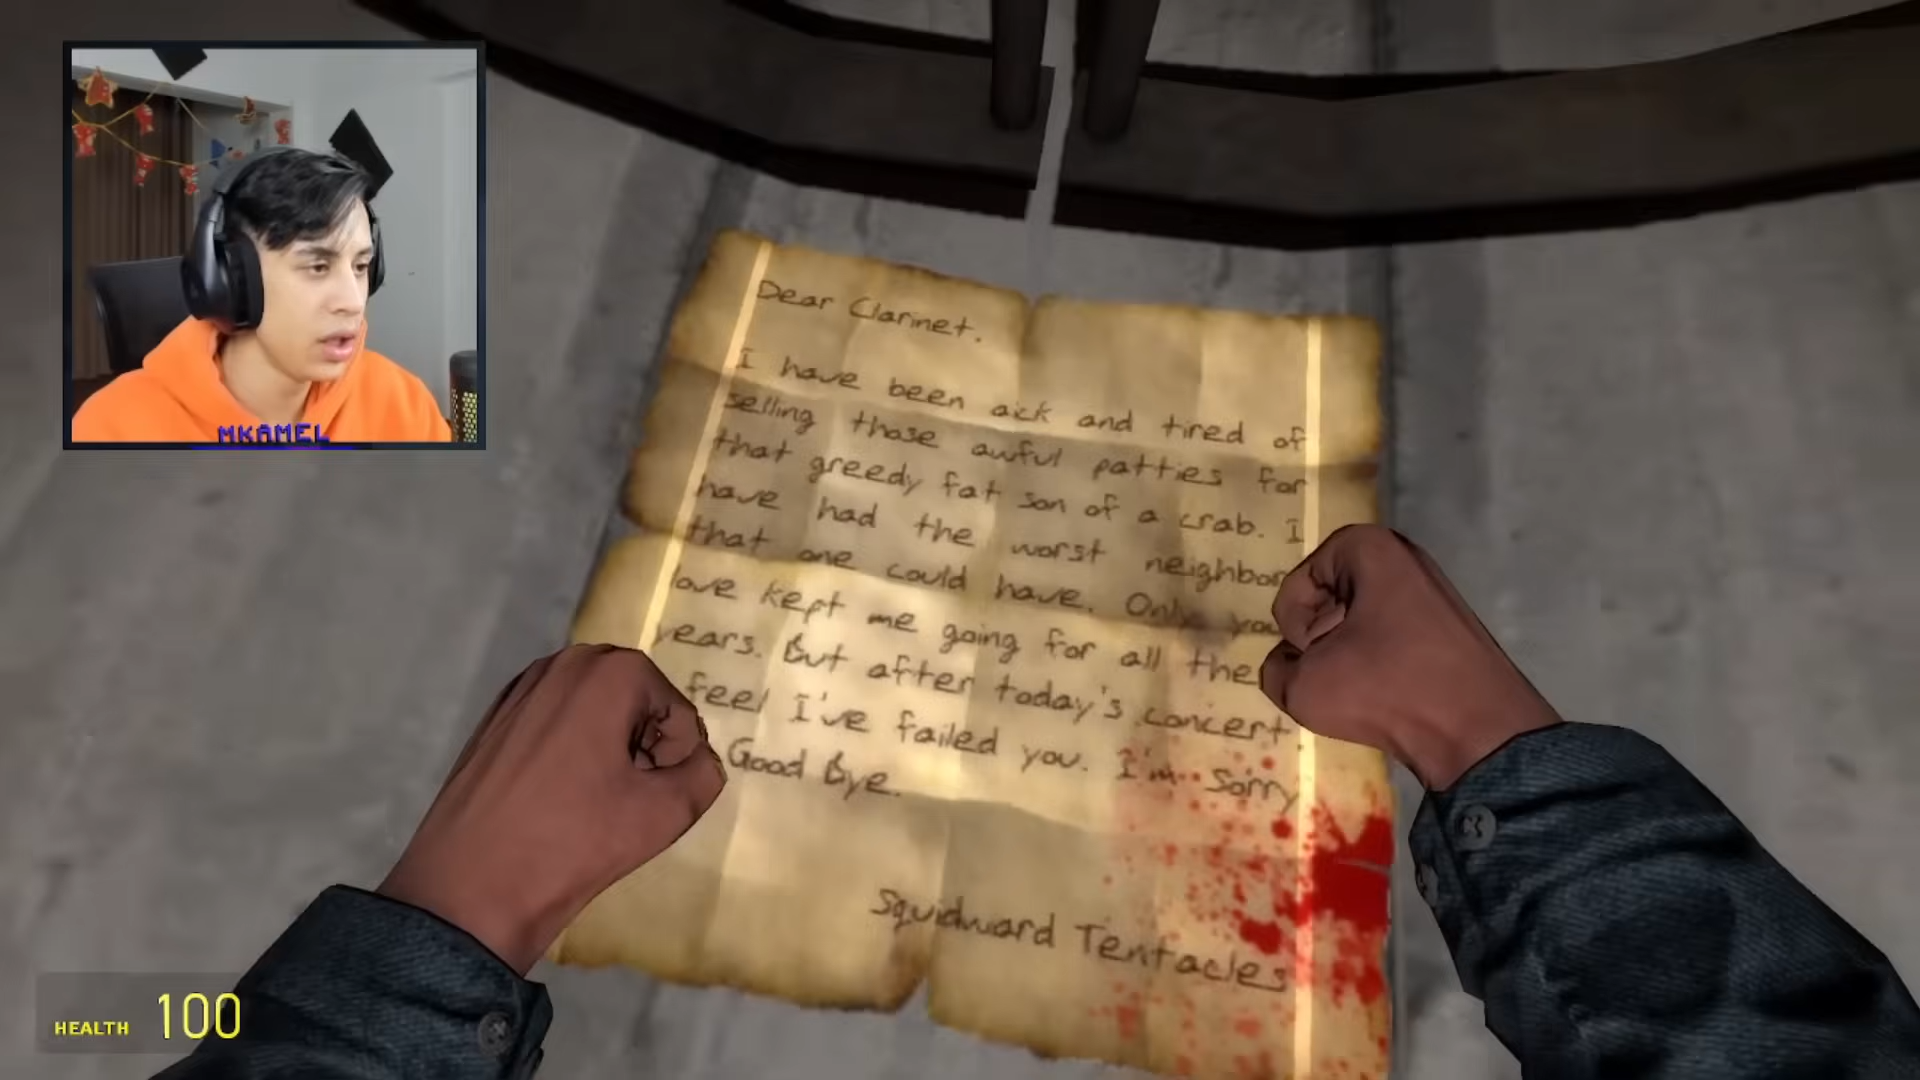 MKAMEL
Dear Clarinet.
I have been sick and tired of
selling those awful patties for
that greedy fat son of a crab. I
have had the worst neighbor
that one could have. Only you
love kept me going for all the
years. But after today's concert.
feel I've failed you. I'm Sorry
Good Bye.
Squidward Tentacles
HEALTH 100